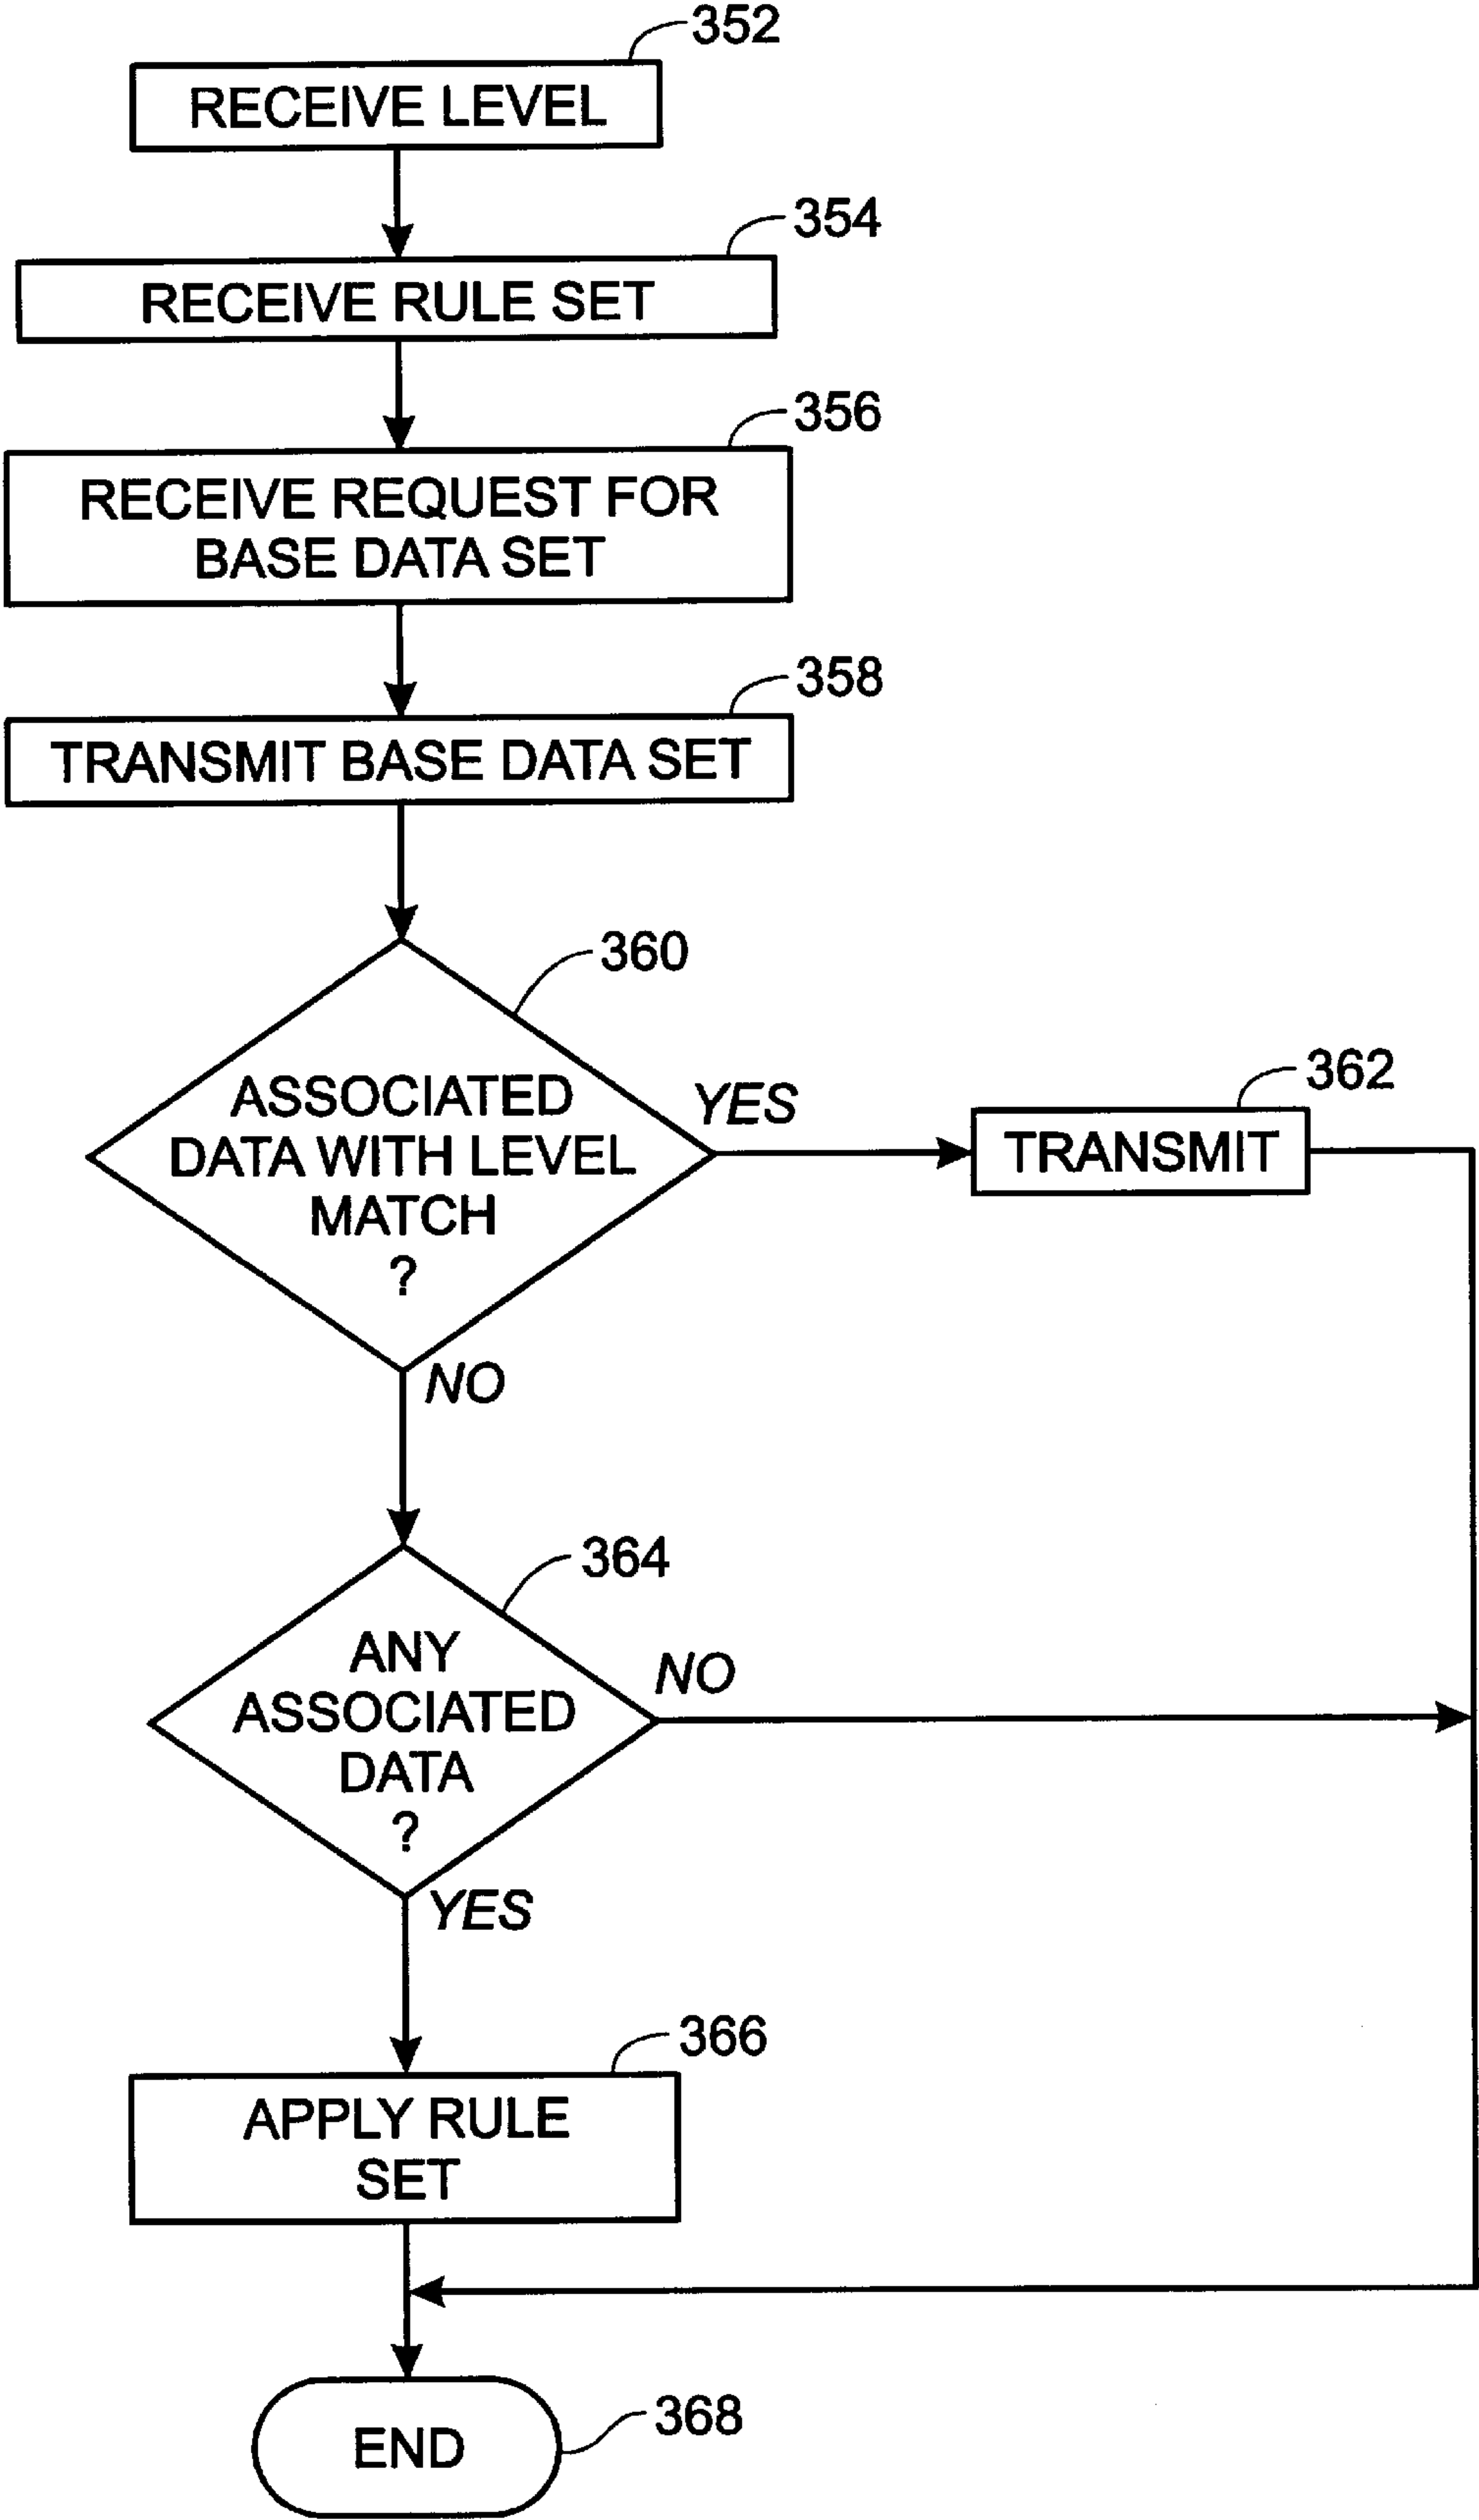 352
RECEIVE LEVEL
354
RECEIVE RULE SET
356
RECEIVE REQUEST FOR
BASE DATA SET
358
TRANSMIT BASE DATA SET
360
ASSOCIATED
DATA WITH LEVEL
MATCH
?
YES
362
TRANSMIT
NO
364
ANY
ASSOCIATED
DATA
?
NO
YES
366
APPLY RULE
SET
368
END